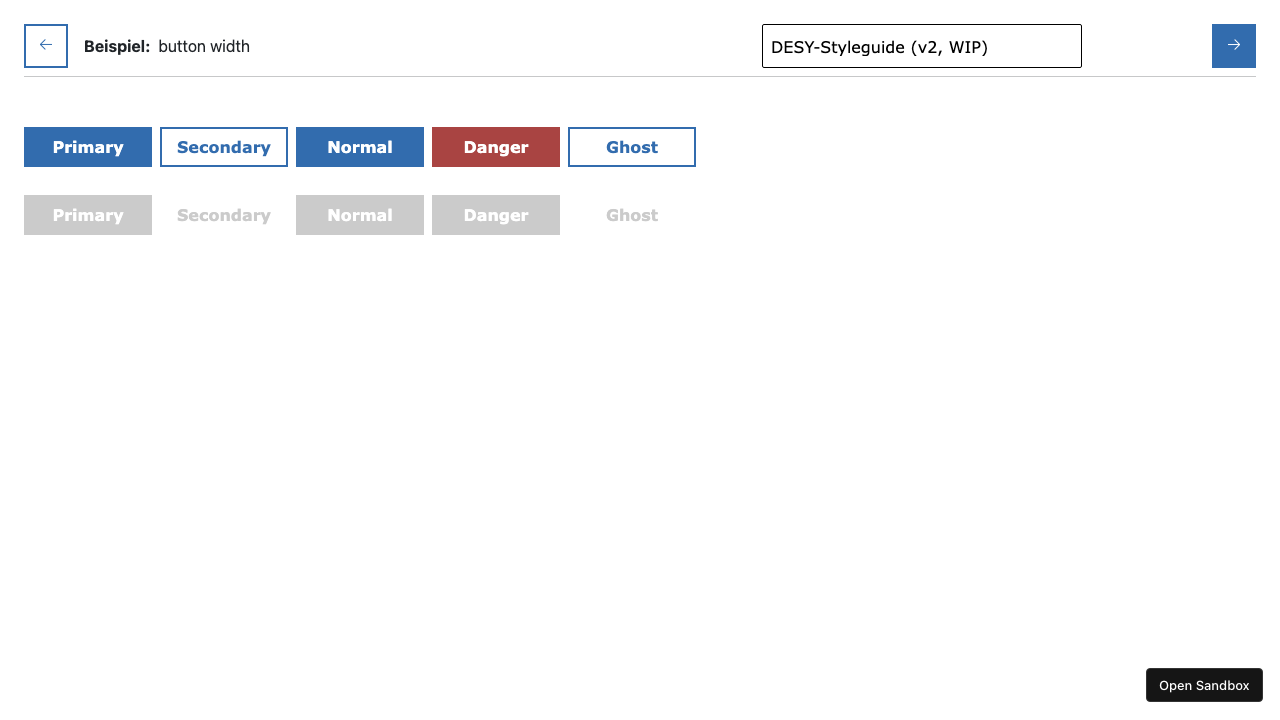 Beispiel: button width DESY-Styleguide (v2, WIP)
Primary Secondary Normal Danger Ghost
Primary Secondary Normal Danger Ghost
Open Sandbox